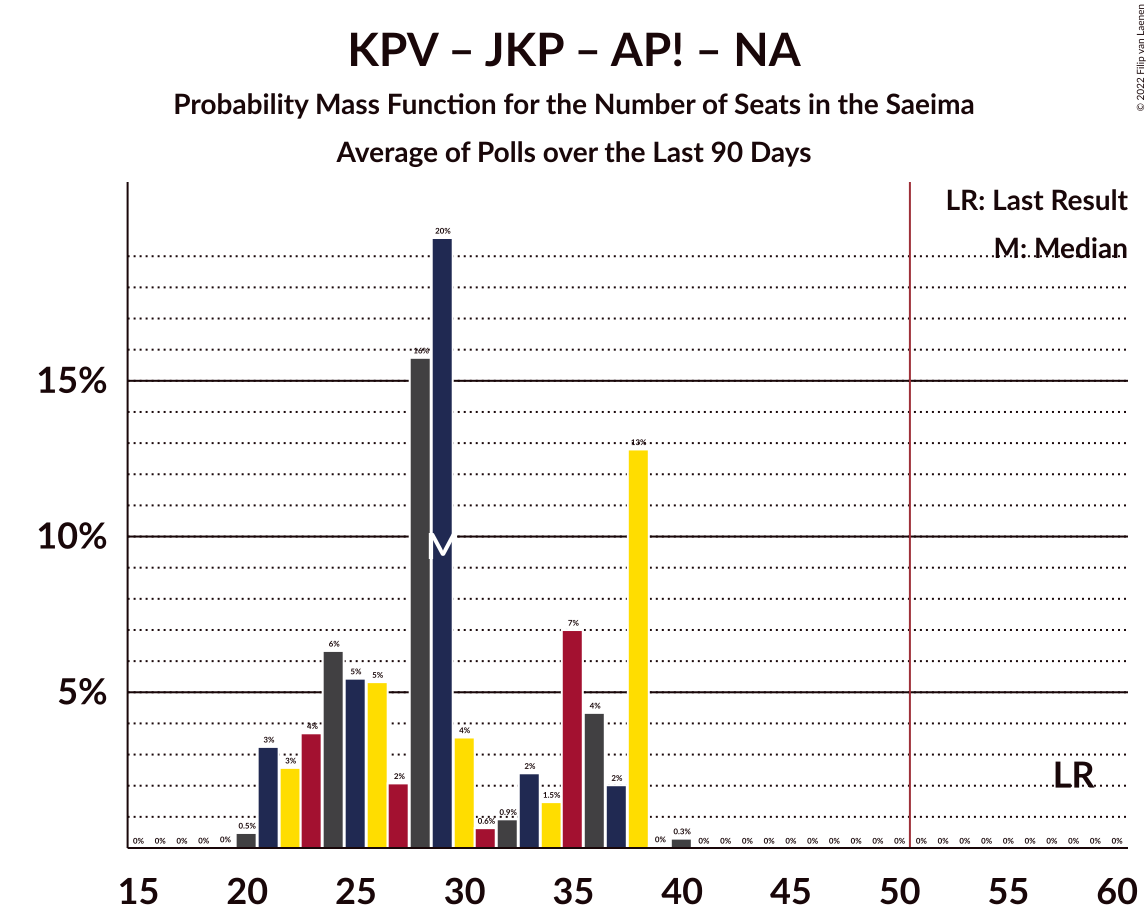 KPV – JKP – AP! – NA
Probability Mass Function for the Number of Seats in the Saeima
Average of Polls over the Last 90 Days
© 2022 Filip van Laenen
LR: Last Result
M: Median
15%
10%
5%
0% 0% 0% 0% 0% 0.5% 3% 3% 4% 6% 5% 5% 2% 16% 20% 4% 0.6% 0.9% 2% 1.5% 7% 4% 2% 13% 0% 0.3% 0% 0% 0% 0% 0% 0% 0% 0% 0% 0% 0% 0% 0% 0% 0% 0% 0% 0% 0% 0%
M
LR
15 20 25 30 35 40 45 50 55 60